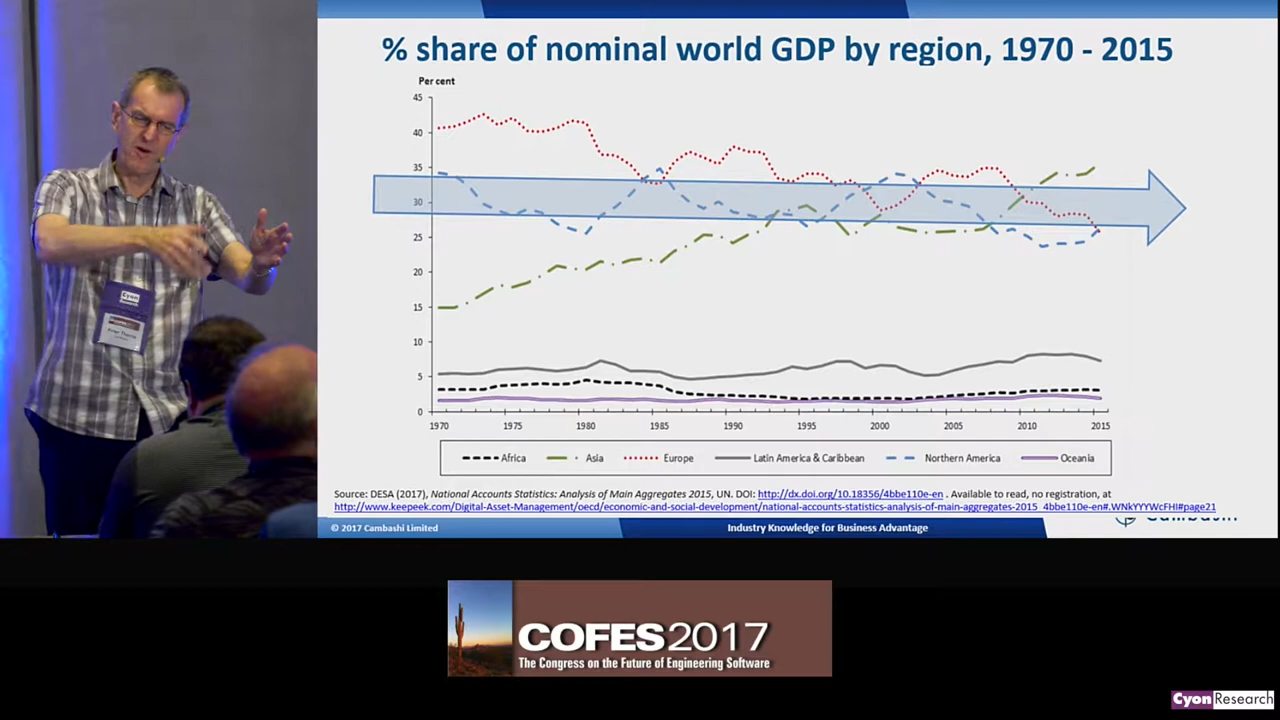 % share of nominal world GDP by region, 1970 - 2015
Per cent
45
40
35
30
25
20
15
10
5
0
1970 1975 1980 1985 1990 1995 2000 2005 2010 2015
Africa Asia Europe Latin America & Caribbean Northern America Oceania
Source: DESA (2017), National Accounts Statistics: Analysis of Main Aggregates 2015, UN. DOI: http://dx.doi.org/10.18356/4bbe110e-en . Available to read, no registration, at
http://www.keepeek.com/Digital-Asset-Management/oecd/economic-and-social-development/national-accounts-statistics-analysis-of-main-aggregates-2015_4bbe110e-en#.WNkYYYWcFHI#page21
© 2017 Cambashi Limited
Industry Knowledge for Business Advantage
Cambashi
Cyon
Research
Peter Thorne
COFES2017
The Congress on the Future of Engineering Software
CyonResearch